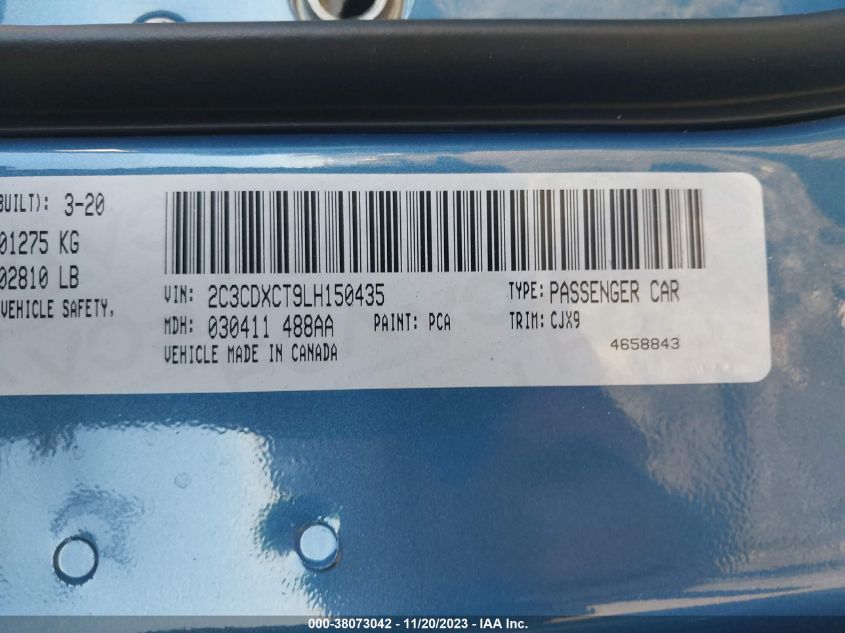 BUILT): 3-20
01275 KG
02810 LB
VEHICLE SAFETY,
VIN: 2C3CDXCT9LH150435 TYPE: PASSENGER CAR
MDH: 030411 488AA PAINT: PCA TRIM: CJX9
VEHICLE MADE IN CANADA 4658843
000-38073042 - 11/20/2023 - IAA Inc.